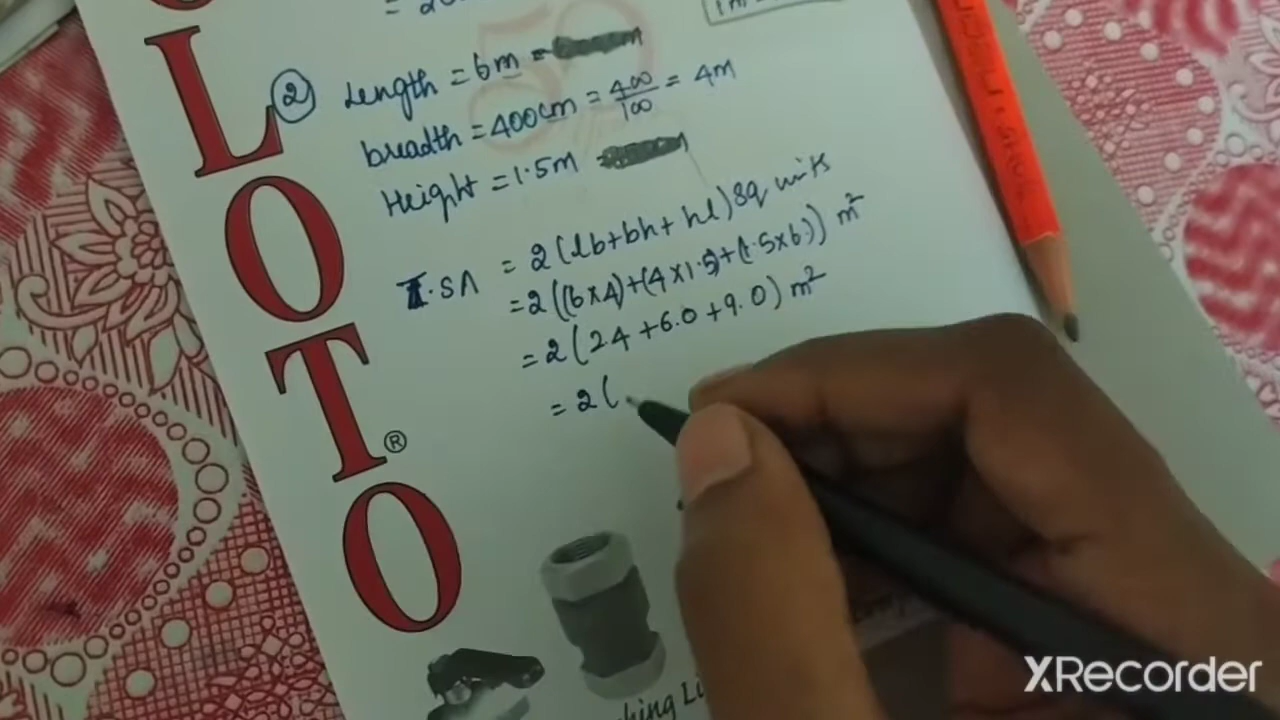 = 20
② Length = 6m =
breadth = 400cm = 400/100 = 4m
Height = 1.5m =
T.SA = 2(lb+bh+hl) sq units
= 2((6×4)+(4×1.5)+(1.5×6)) m²
= 2(24+6.0+9.0) m²
= 2(
LOTO
®
XRecorder